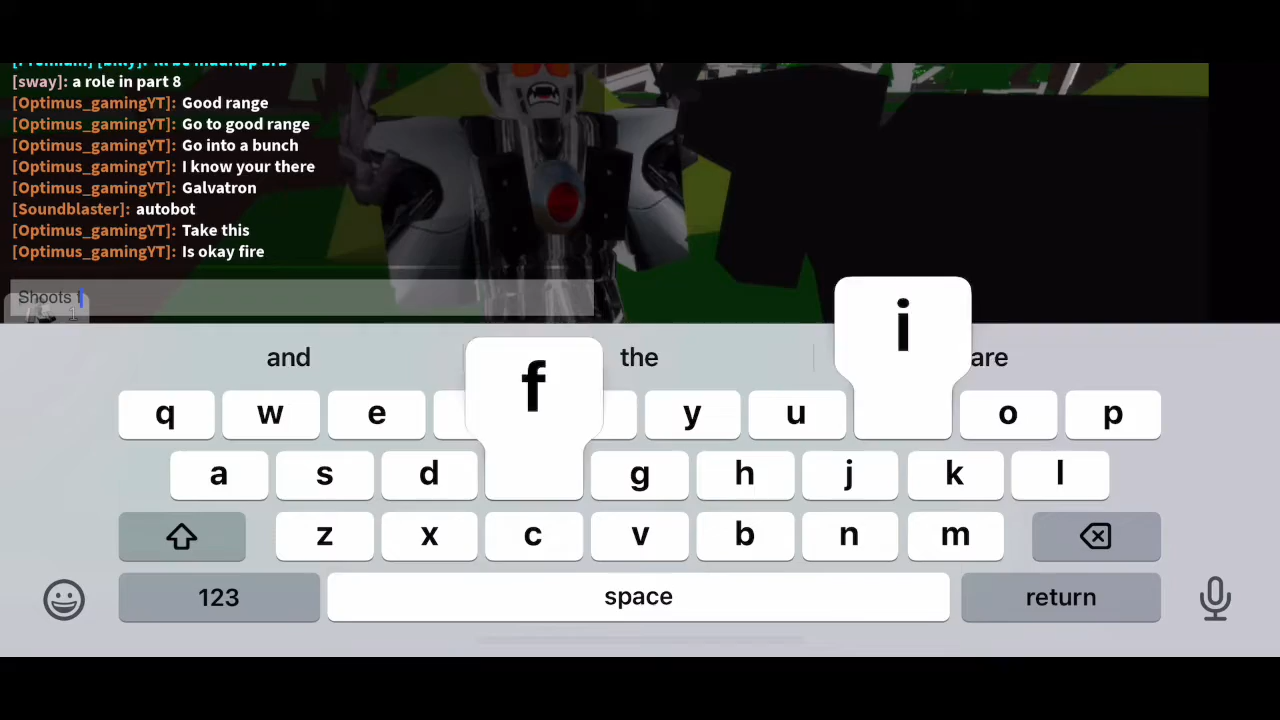 [sway]: a role in part 8
[Optimus_gamingYT]: Good range
[Optimus_gamingYT]: Go to good range
[Optimus_gamingYT]: Go into a bunch
[Optimus_gamingYT]: I know your there
[Optimus_gamingYT]: Galvatron
[Soundblaster]: autobot
[Optimus_gamingYT]: Take this
[Optimus_gamingYT]: Is okay fire
Shoots f
1
and the are
f i
q w e y u o p
a s d g h j k l
z x c v b n m
123 space return